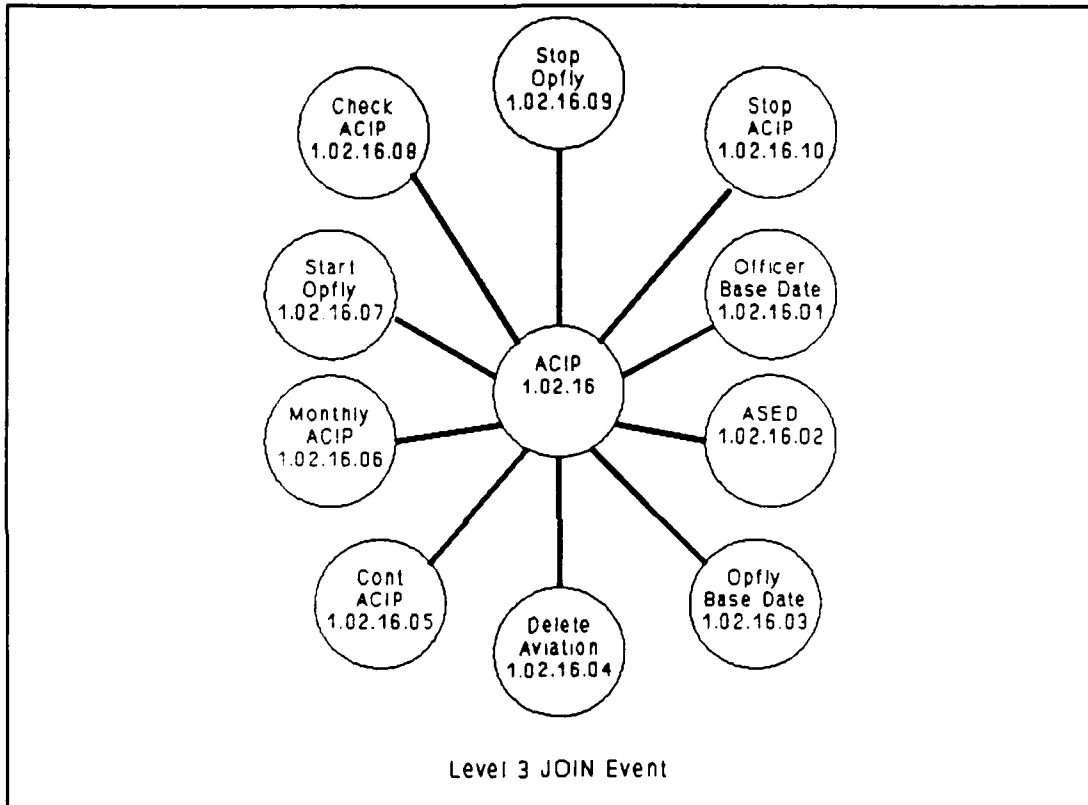 Stop
Opfly
1.02.16.09
Check
ACIP
1.02.16.08
Stop
ACIP
1.02.16.10
Start
Opfly
1.02.16.07
Officer
Base Date
1.02.16.01
ACIP
1.02.16
Monthly
ACIP
1.02.16.06
ASED
1.02.16.02
Cont
ACIP
1.02.16.05
Opfly
Base Date
1.02.16.03
Delete
Aviation
1.02.16.04
Level 3 JOIN Event